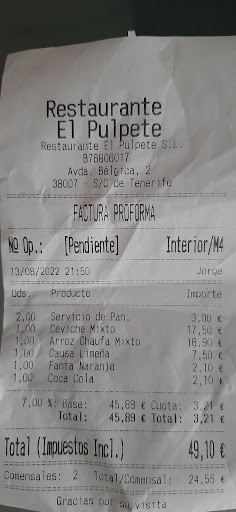 Restaurante
El Pulpete
Restaurante El Pulpete S.L.
B76806017
Avda. Bélgica, 2
38007 - S/C de Tenerife
FACTURA PROFORMA
Nº Op.: [Pendiente] Interior/M4
13/08/2022 21:50 Jorge
Uds. Producto Importe
2,00 Servicio de Pan, 3,00 €
1,00 Ceviche Mixto 17,50 €
1,00 Arroz Chaufa Mixto 16,90 €
1,00 Causa Limeña 7,50 €
1,00 Fanta Naranja 2,10 €
1,00 Coca Cola 2,10 €
7,00 %: Base: 45,89 € Cuota: 3,21 €
Total: 45,89 € Total: 3,21 €
Total (Impuestos Incl.) 49,10 €
Comensales: 2 Total/Comensal: 24,55 €
Gracias por su visita